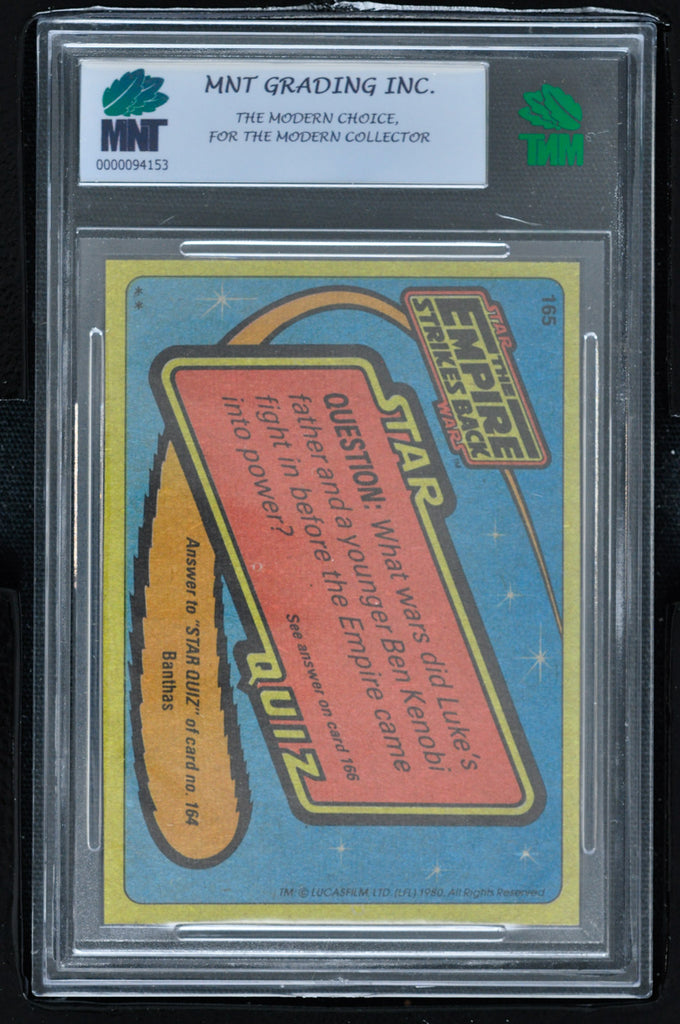 MNT GRADING INC.
THE MODERN CHOICE,
FOR THE MODERN COLLECTOR
MNT
0000094153
MNT
165
STAR
THE
EMPIRE
STRIKES BACK
WARS™
STAR
QUESTION: What wars did Luke's
father and a younger Ben Kenobi
fight in before the Empire came
into power?
See answer on card 166
QUIZ
Answer to "STAR QUIZ" of card no. 164
Banthas
**
TM: © LUCASFILM, LTD. (LFL) 1980. All Rights Reserved